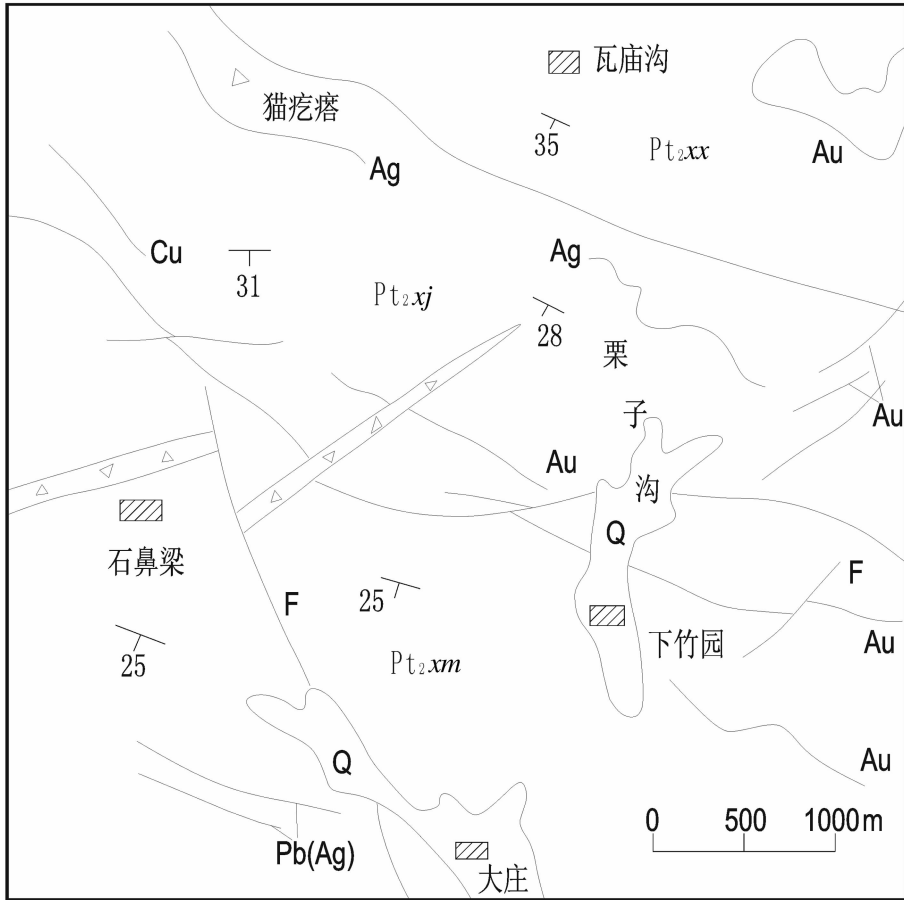 瓦庙沟
猫疙瘩
35
Pt₂xx
Au
Ag
Cu
Ag
31
Pt₂xj
28
栗
子
沟
Au
Au
Q
石鼻梁
F
25
F
25
Pt₂xm
下竹园
Au
Q
Au
0 500 1000m
Pb(Ag)
大庄